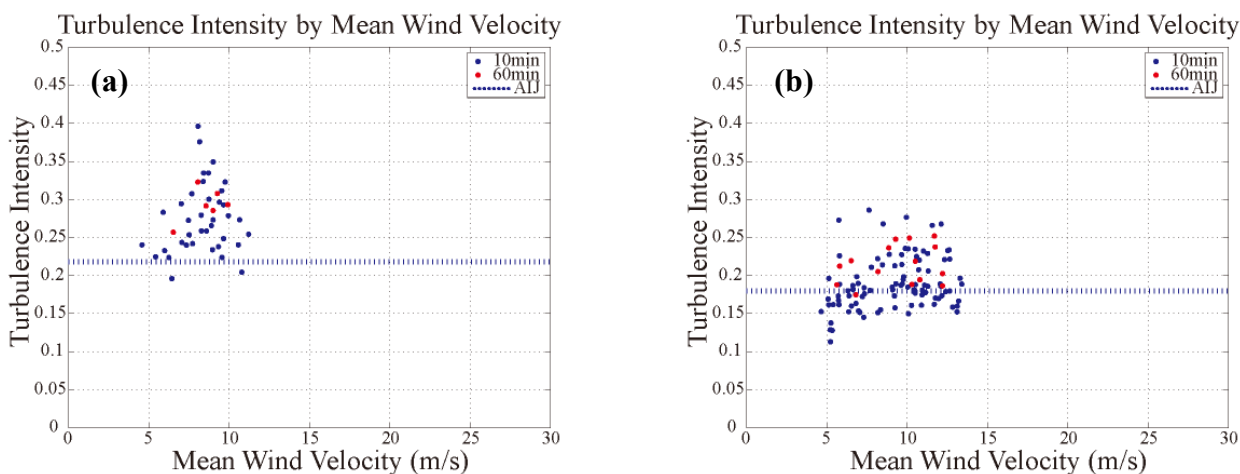 Turbulence Intensity by Mean Wind Velocity
(a)
10min
60min
AIJ
Turbulence Intensity
0.5
0.45
0.4
0.35
0.3
0.25
0.2
0.15
0.1
0.05
0
0 5 10 15 20 25 30
Mean Wind Velocity (m/s)
Turbulence Intensity by Mean Wind Velocity
(b)
10min
60min
AIJ
Turbulence Intensity
0.5
0.45
0.4
0.35
0.3
0.25
0.2
0.15
0.1
0.05
0
0 5 10 15 20 25 30
Mean Wind Velocity (m/s)